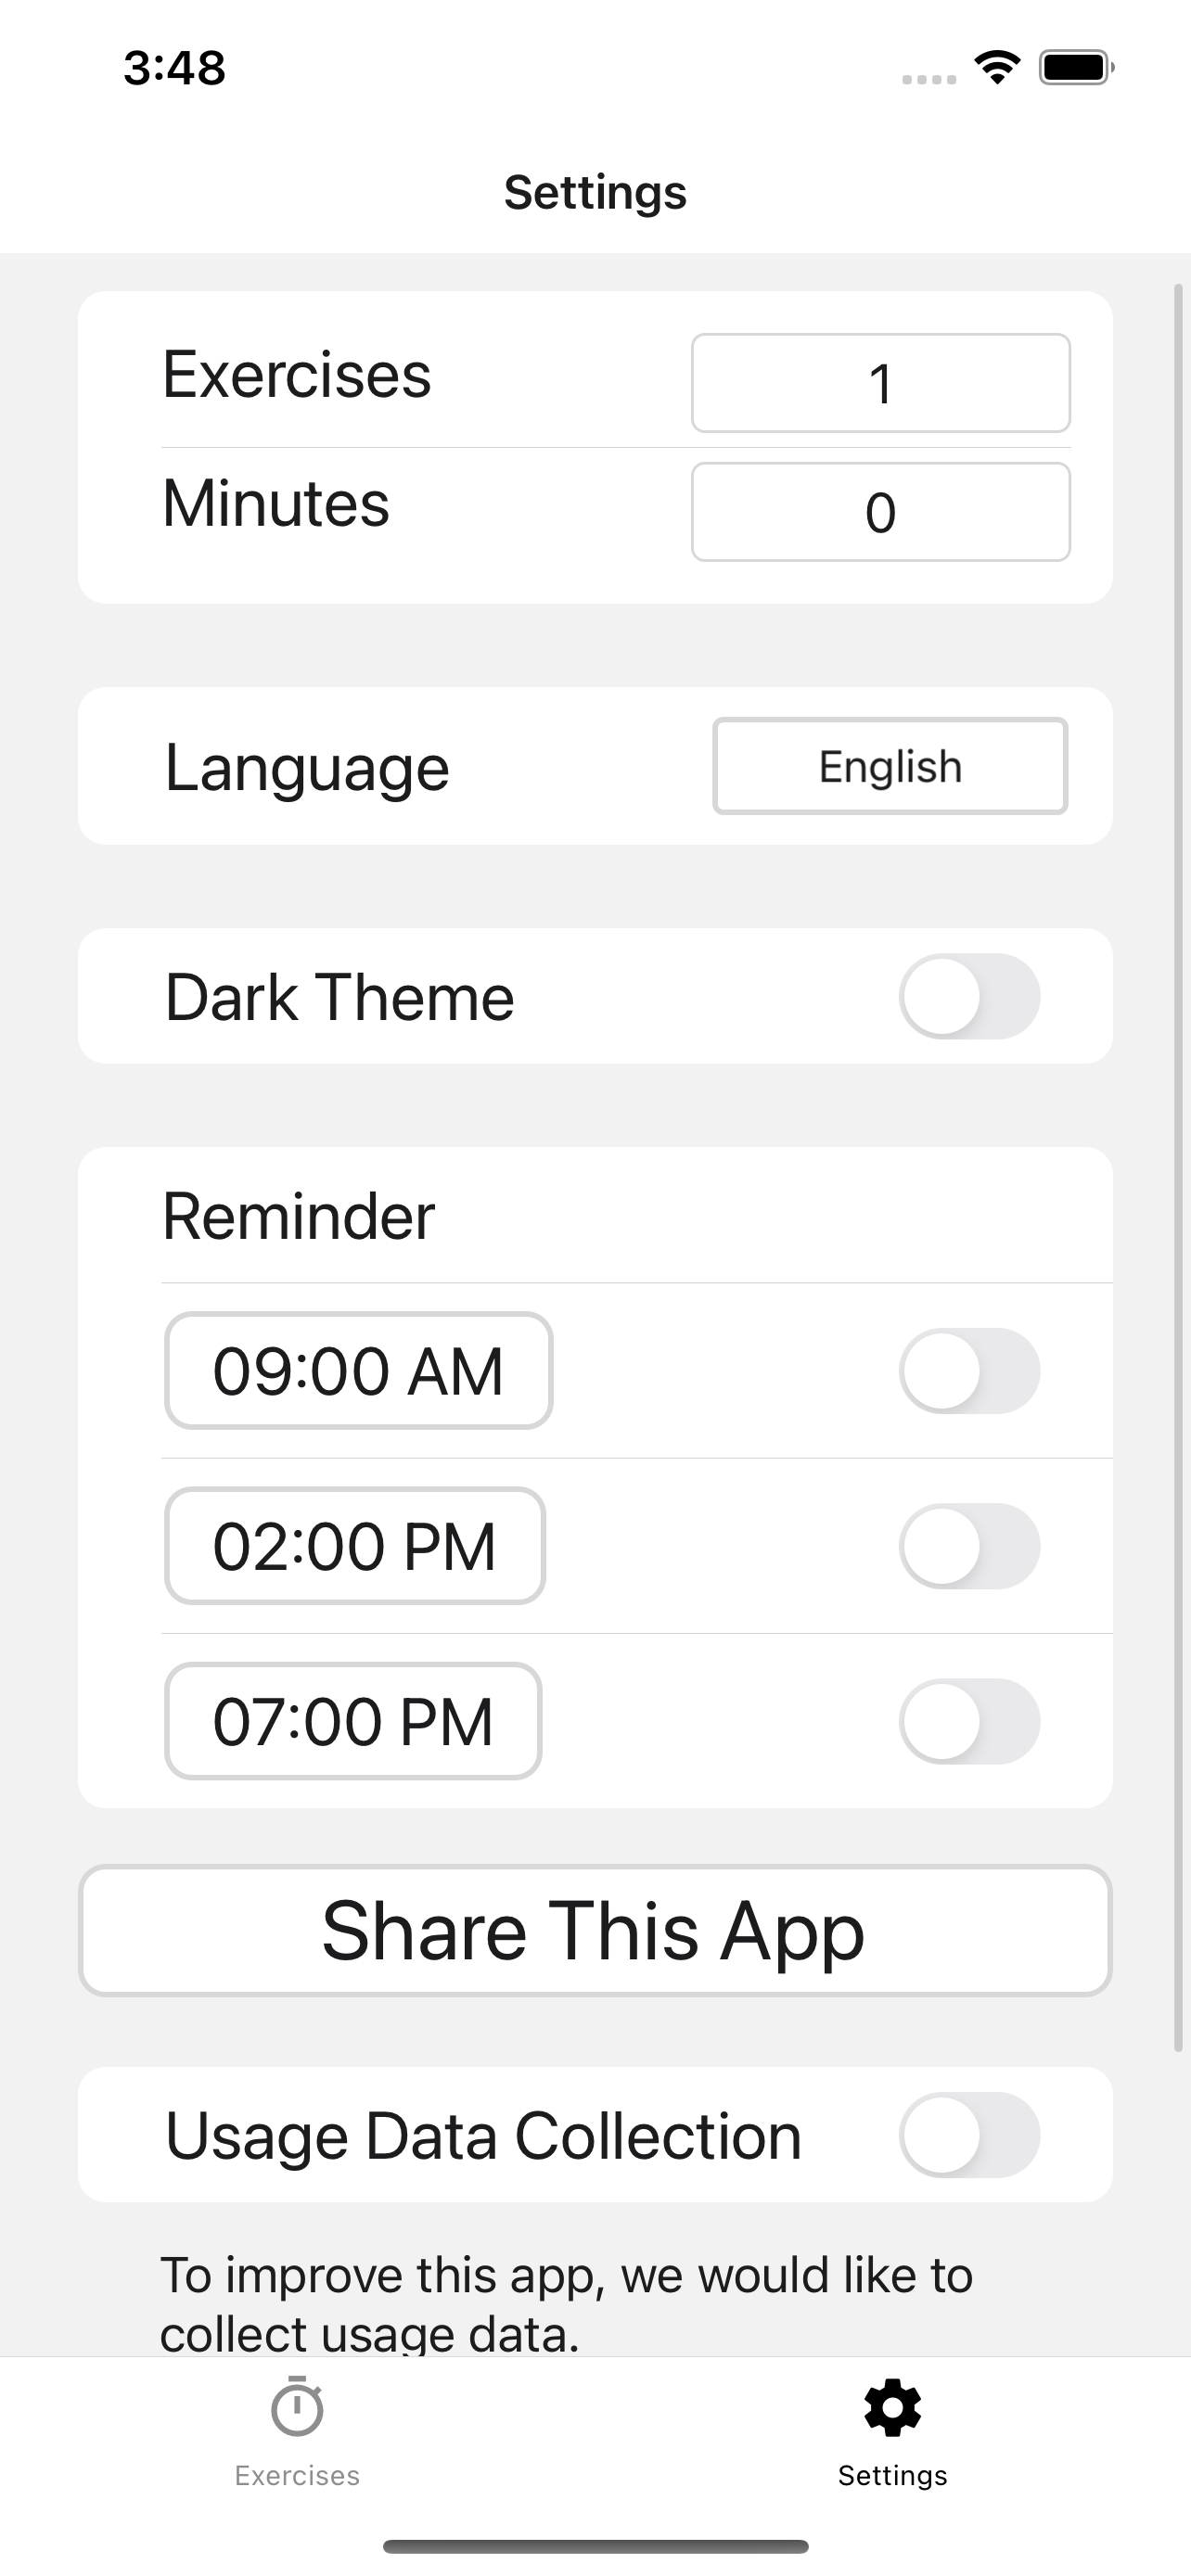 3:48
Settings
Exercises
1
Minutes
0
Language
English
Dark Theme
Reminder
09:00 AM
02:00 PM
07:00 PM
Share This App
Usage Data Collection
To improve this app, we would like to
collect usage data.
Exercises
Settings